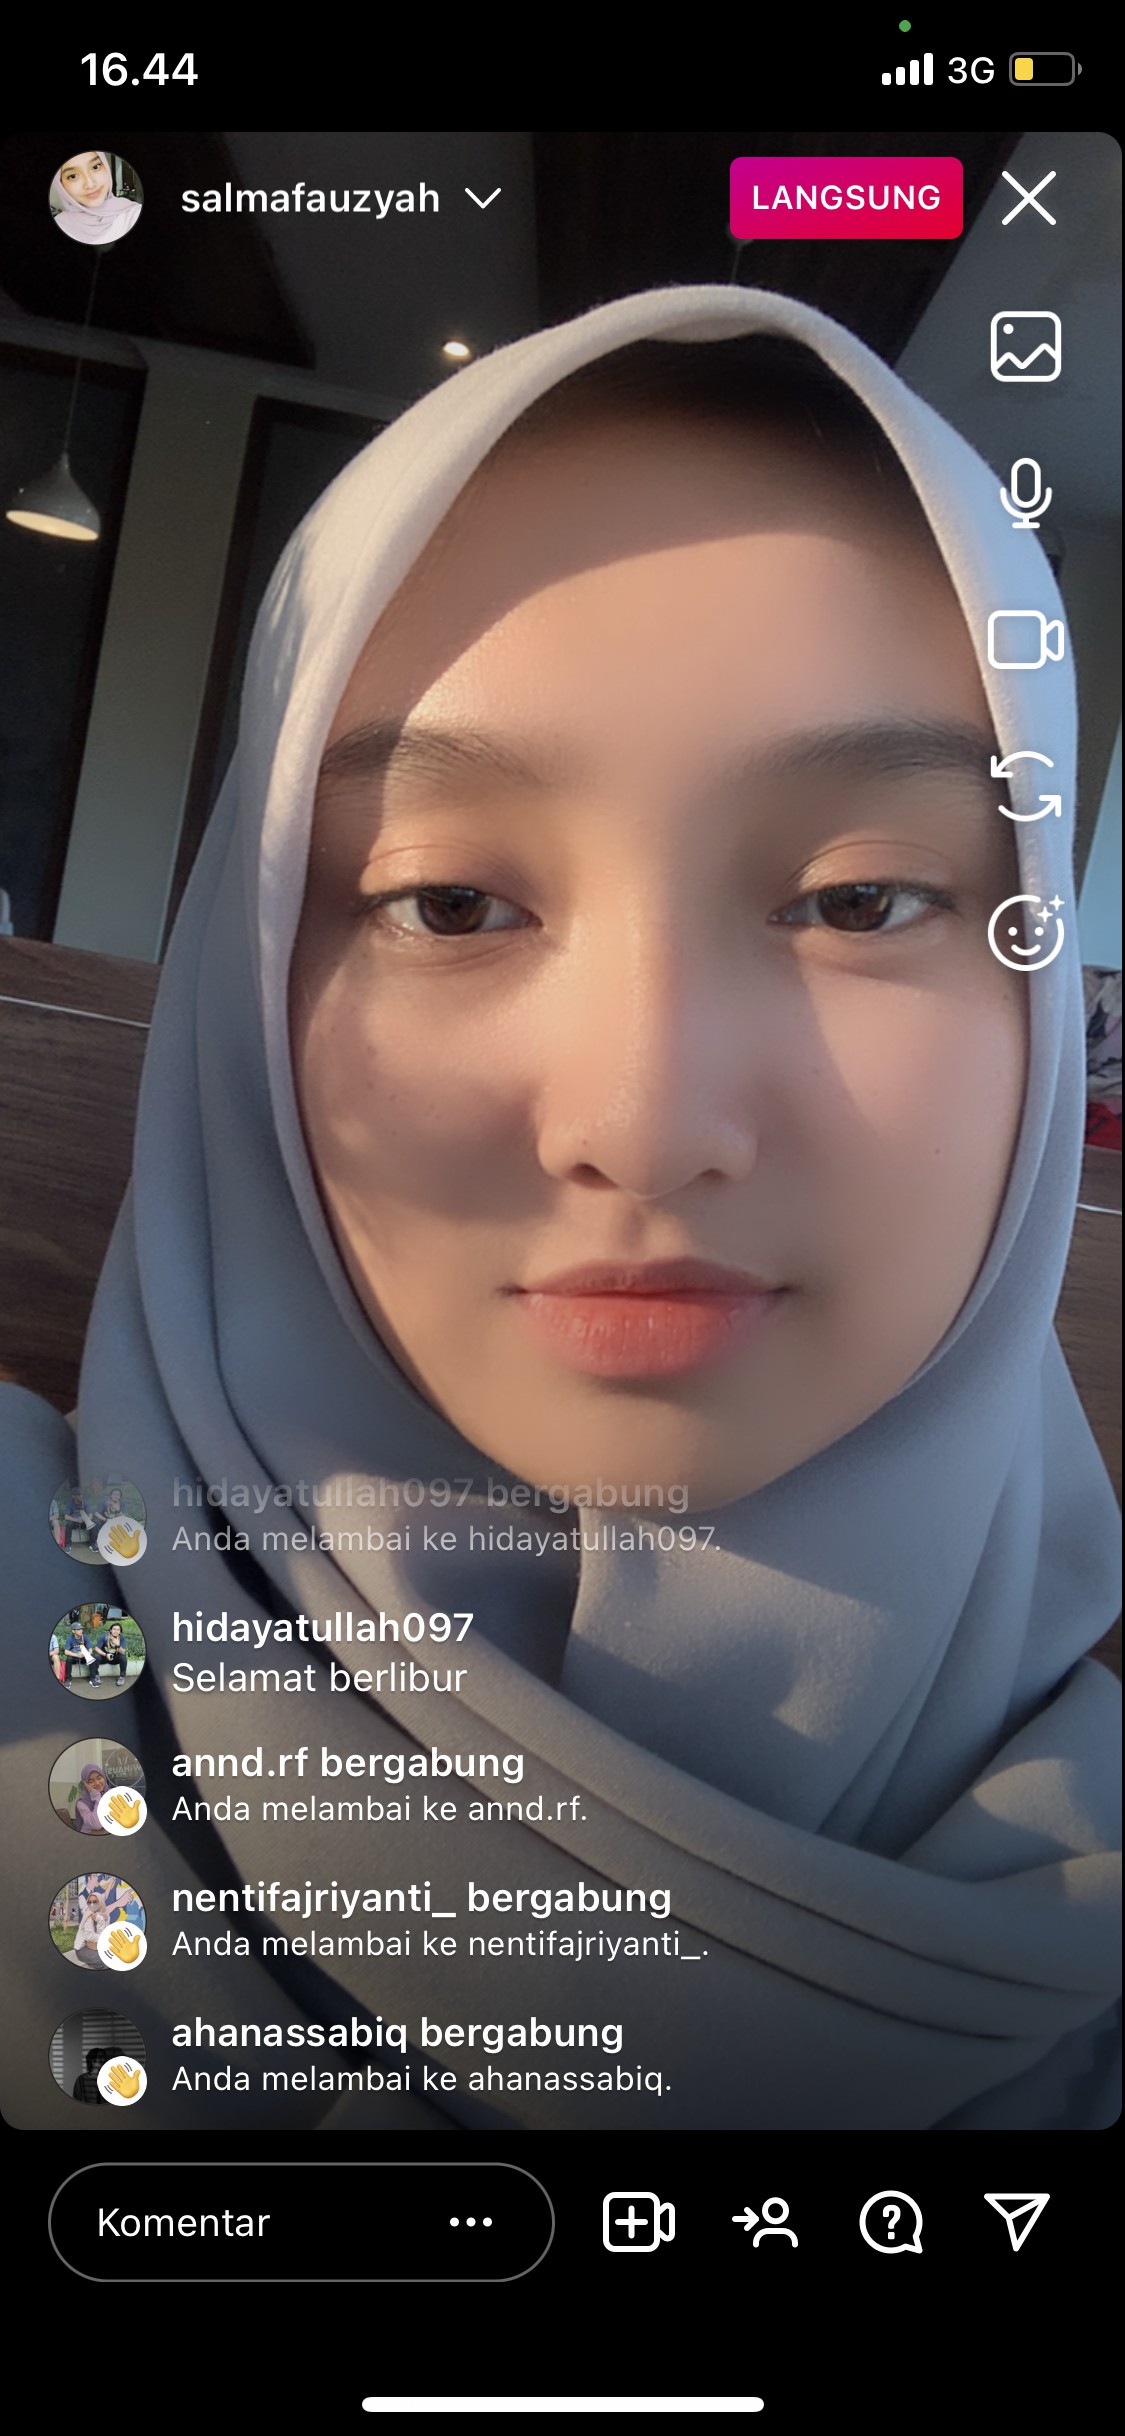 16.44
3G
salmafauzyah
LANGSUNG
hidayatullah097 bergabung
Anda melambai ke hidayatullah097.
hidayatullah097
Selamat berlibur
annd.rf bergabung
Anda melambai ke annd.rf.
nentifajriyanti_ bergabung
Anda melambai ke nentifajriyanti_.
ahanassabiq bergabung
Anda melambai ke ahanassabiq.
Komentar